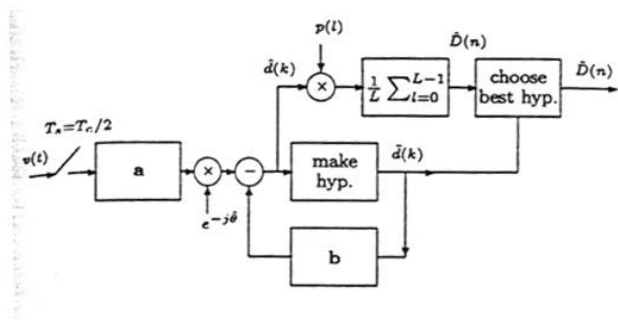 p(l)
d̂(k)
D̂(n)
D̃(n)
1/L ∑_{l=0}^{L-1}
choose
best hyp.
T_s=T_c/2
v(t)
a
×
×
−
make
hyp.
d̃(k)
e^{-jθ̂}
b